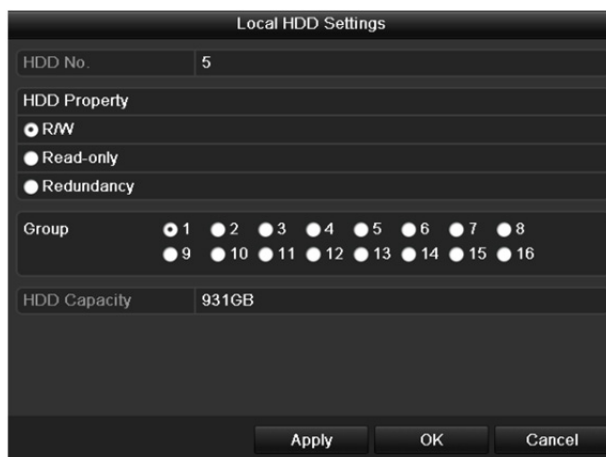 Local HDD Settings
HDD No. 5
HDD Property
R/W
Read-only
Redundancy
Group 1 2 3 4 5 6 7 8
9 10 11 12 13 14 15 16
HDD Capacity 931GB
Apply OK Cancel